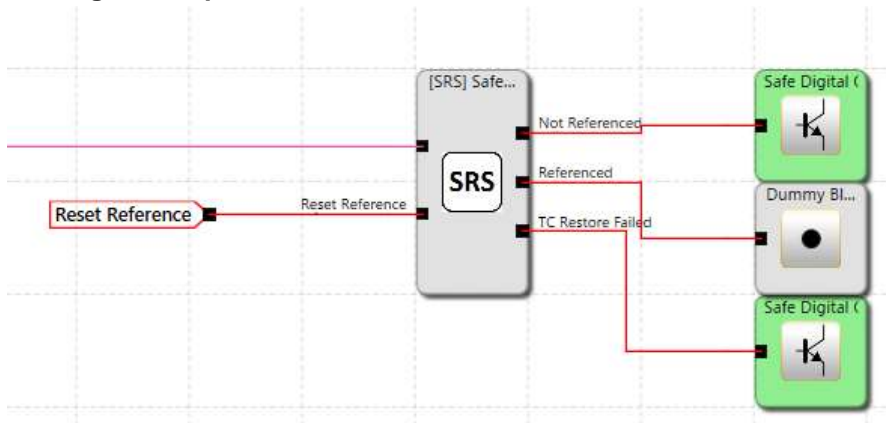 [SRS] Safe...
Safe Digital (
Not Referenced
SRS
Referenced
Reset Reference
Reset Reference
Dummy Bl...
TC Restore Failed
Safe Digital (